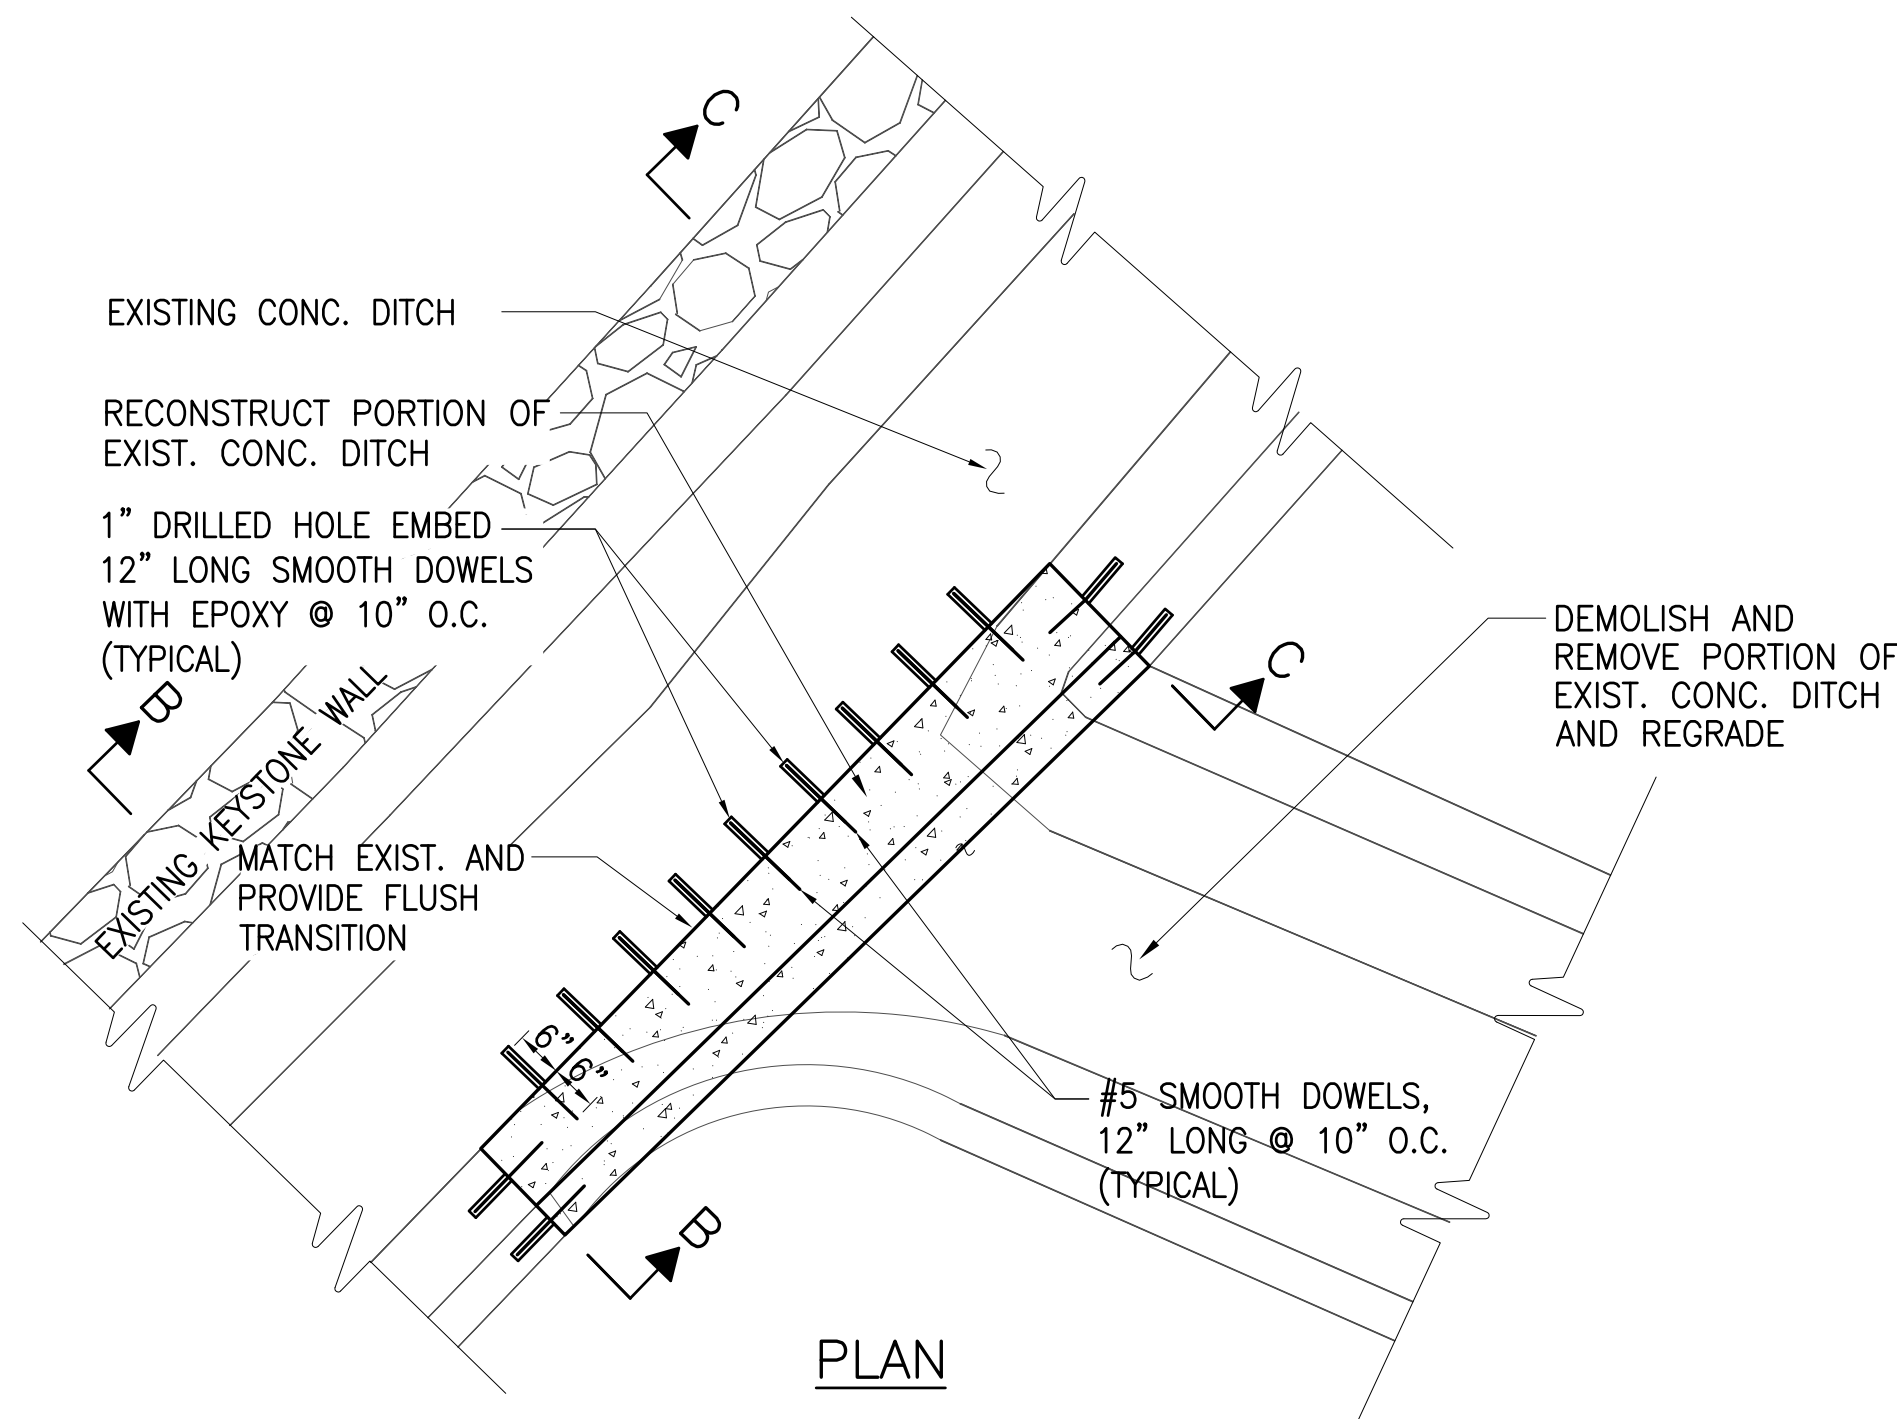 C
EXISTING CONC. DITCH
RECONSTRUCT PORTION OF
EXIST. CONC. DITCH
1” DRILLED HOLE EMBED
12” LONG SMOOTH DOWELS
WITH EPOXY @ 10” O.C.
(TYPICAL)
DEMOLISH AND
REMOVE PORTION OF
EXIST. CONC. DITCH
AND REGRADE
C
B
EXISTING KEYSTONE WALL
MATCH EXIST. AND
PROVIDE FLUSH
TRANSITION
6” 6”
#5 SMOOTH DOWELS,
12” LONG @ 10” O.C.
(TYPICAL)
B
PLAN